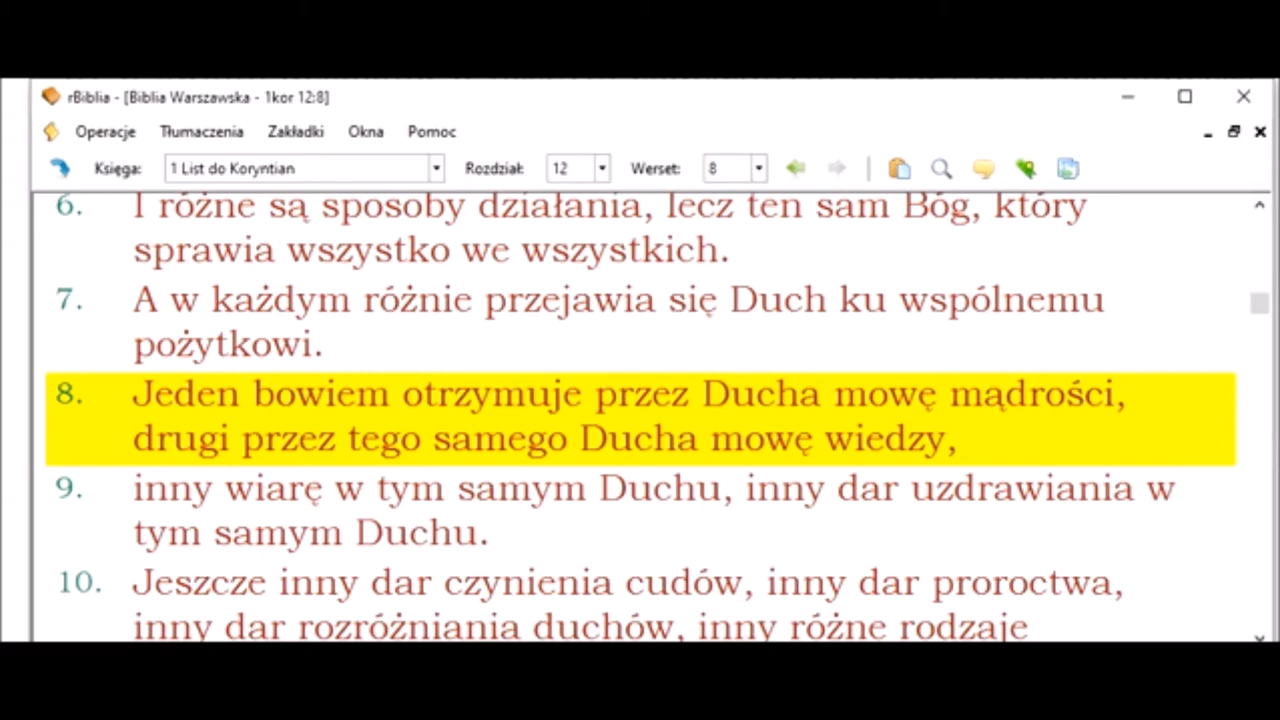 rBiblia - [Biblia Warszawska - 1kor 12:8]
Operacje Tłumaczenia Zakładki Okna Pomoc
Księga: 1 List do Koryntian Rozdział: 12 Werset: 8
6. I różne są sposoby działania, lecz ten sam Bóg, który
sprawia wszystko we wszystkich.
7. A w każdym różnie przejawia się Duch ku wspólnemu
pożytkowi.
8. Jeden bowiem otrzymuje przez Ducha mowę mądrości,
drugi przez tego samego Ducha mowę wiedzy,
9. inny wiarę w tym samym Duchu, inny dar uzdrawiania w
tym samym Duchu.
10. Jeszcze inny dar czynienia cudów, inny dar proroctwa,
inny dar rozróżniania duchów, inny różne rodzaje